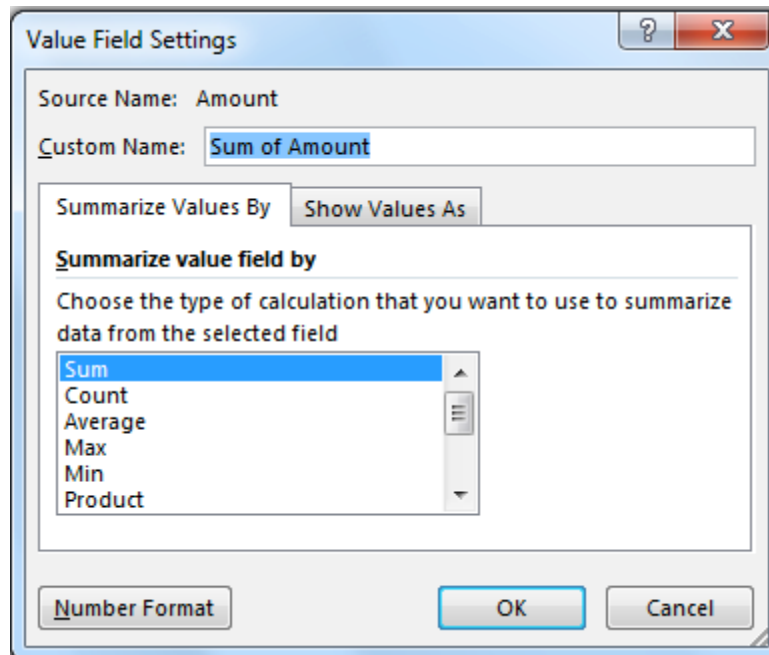 Value Field Settings
Source Name: Amount
Custom Name: Sum of Amount
Summarize Values By Show Values As
Summarize value field by
Choose the type of calculation that you want to use to summarize
data from the selected field
Sum
Count
Average
Max
Min
Product
Number Format OK Cancel